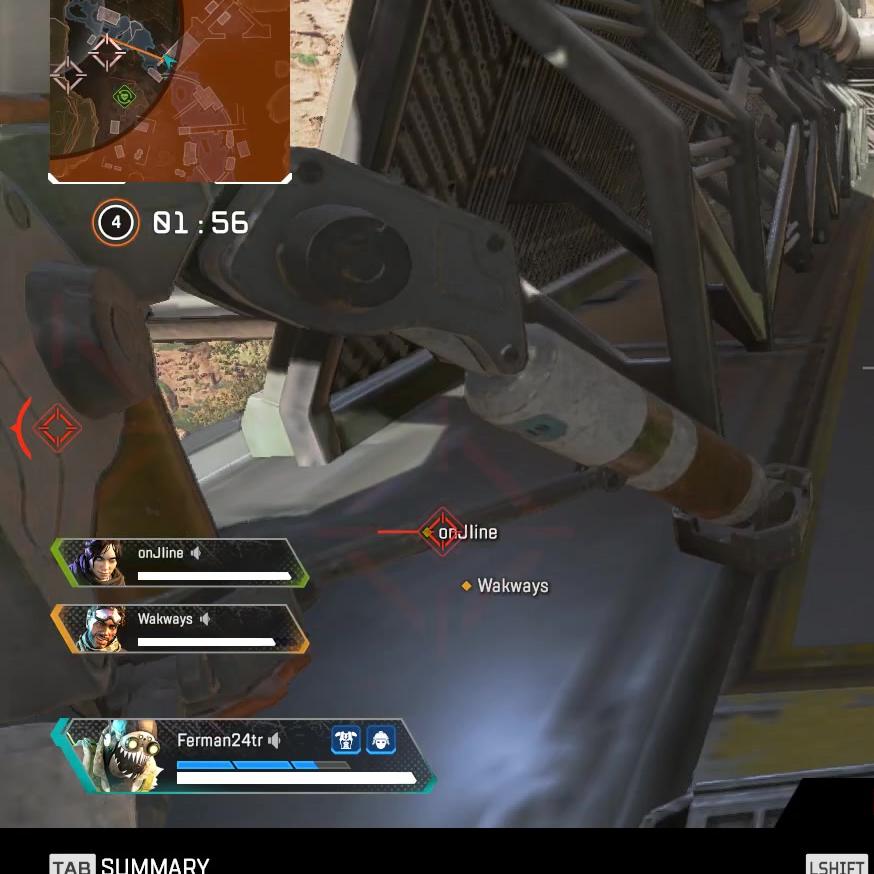 4 01:56
onJline
Wakways
onJline
Wakways
Ferman24tr
TAB SUMMARY
LSHIFT